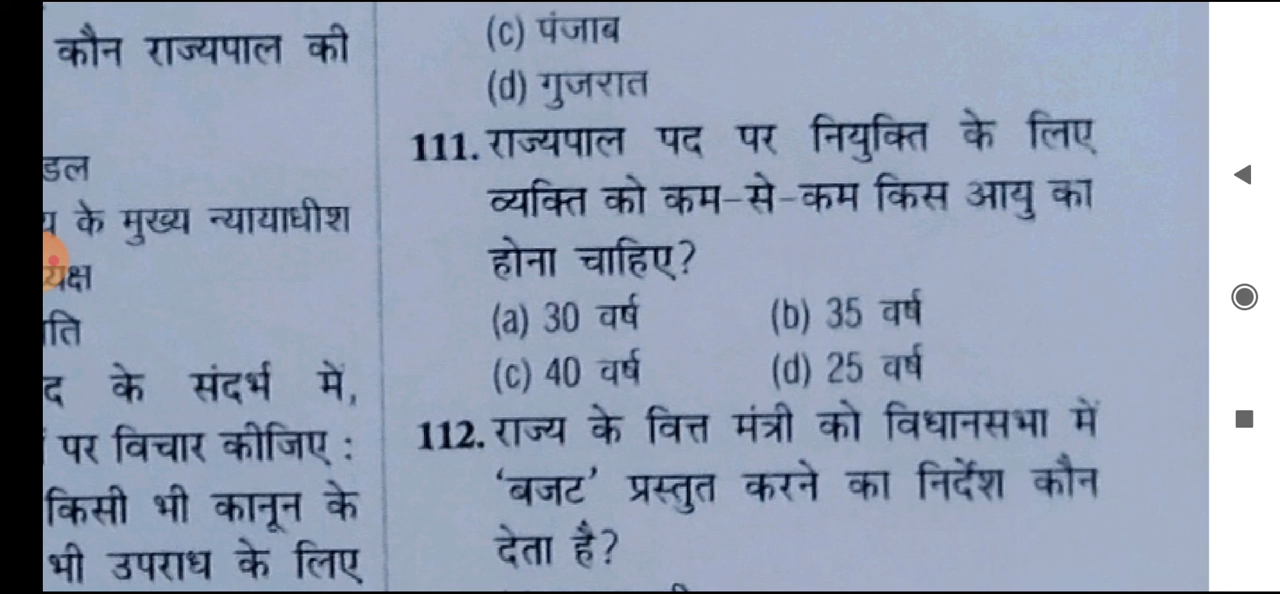 कौन राज्यपाल की
डल
के मुख्य न्यायाधीश
यक्ष
ति
द के संदर्भ में,
पर विचार कीजिए :
किसी भी कानून के
भी उपराध के लिए
(c) पंजाब
(d) गुजरात
111. राज्यपाल पद पर नियुक्ति के लिए
व्यक्ति को कम-से-कम किस आयु का
होना चाहिए?
(a) 30 वर्ष (b) 35 वर्ष
(c) 40 वर्ष (d) 25 वर्ष
112. राज्य के वित्त मंत्री को विधानसभा में
‘बजट’ प्रस्तुत करने का निर्देश कौन
देता है?